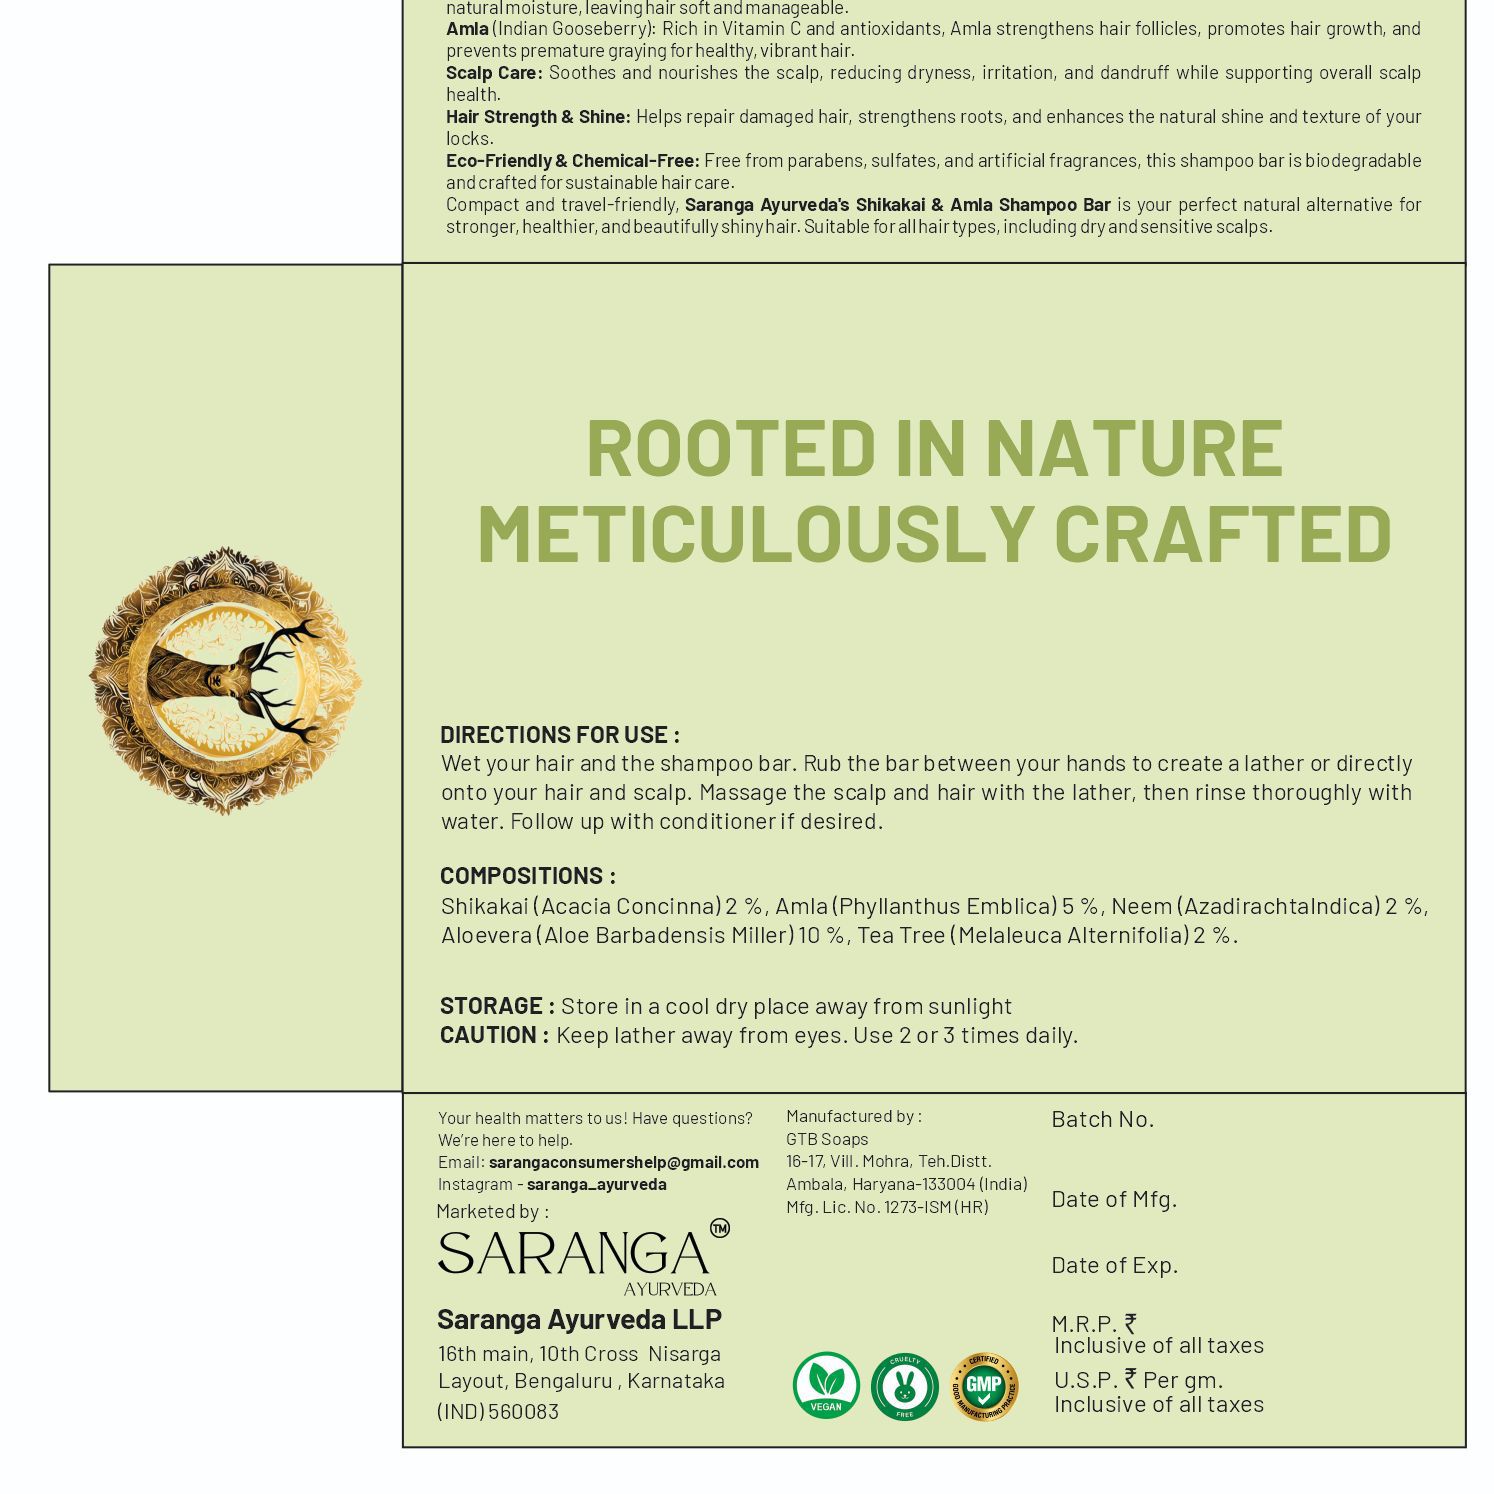 natural moisture, leaving hair soft and manageable.
Amla (Indian Gooseberry): Rich in Vitamin C and antioxidants, Amla strengthens hair follicles, promotes hair growth, and
prevents premature graying for healthy, vibrant hair.
Scalp Care: Soothes and nourishes the scalp, reducing dryness, irritation, and dandruff while supporting overall scalp
health.
Hair Strength & Shine: Helps repair damaged hair, strengthens roots, and enhances the natural shine and texture of your
locks.
Eco-Friendly & Chemical-Free: Free from parabens, sulfates, and artificial fragrances, this shampoo bar is biodegradable
and crafted for sustainable hair care.
Compact and travel-friendly, Saranga Ayurveda's Shikakai & Amla Shampoo Bar is your perfect natural alternative for
stronger, healthier, and beautifully shiny hair. Suitable for all hair types, including dry and sensitive scalps.
ROOTED IN NATURE
METICULOUSLY CRAFTED
DIRECTIONS FOR USE :
Wet your hair and the shampoo bar. Rub the bar between your hands to create a lather or directly
onto your hair and scalp. Massage the scalp and hair with the lather, then rinse thoroughly with
water. Follow up with conditioner if desired.
COMPOSITIONS :
Shikakai (Acacia Concinna) 2 %, Amla (Phyllanthus Emblica) 5 %, Neem (AzadirachtaIndica) 2 %,
Aloevera (Aloe Barbadensis Miller) 10 %, Tea Tree (Melaleuca Alternifolia) 2 %.
STORAGE : Store in a cool dry place away from sunlight
CAUTION : Keep lather away from eyes. Use 2 or 3 times daily.
Your health matters to us! Have questions?
We're here to help.
Email: sarangaconsumershelp@gmail.com
Instagram - saranga_ayurveda
Marketed by :
SARANGA TM
AYURVEDA
Saranga Ayurveda LLP
16th main, 10th Cross Nisarga
Layout, Bengaluru , Karnataka
(IND) 560083
Manufactured by :
GTB Soaps
16-17, Vill. Mohra, Teh.Distt.
Ambala, Haryana-133004 (India)
Mfg. Lic. No. 1273-ISM (HR)
VEGAN
CRUELTY
FREE
CERTIFIED
GMP
GOOD MANUFACTURING PRACTICE
Batch No.
Date of Mfg.
Date of Exp.
M.R.P. ₹
Inclusive of all taxes
U.S.P. ₹ Per gm.
Inclusive of all taxes